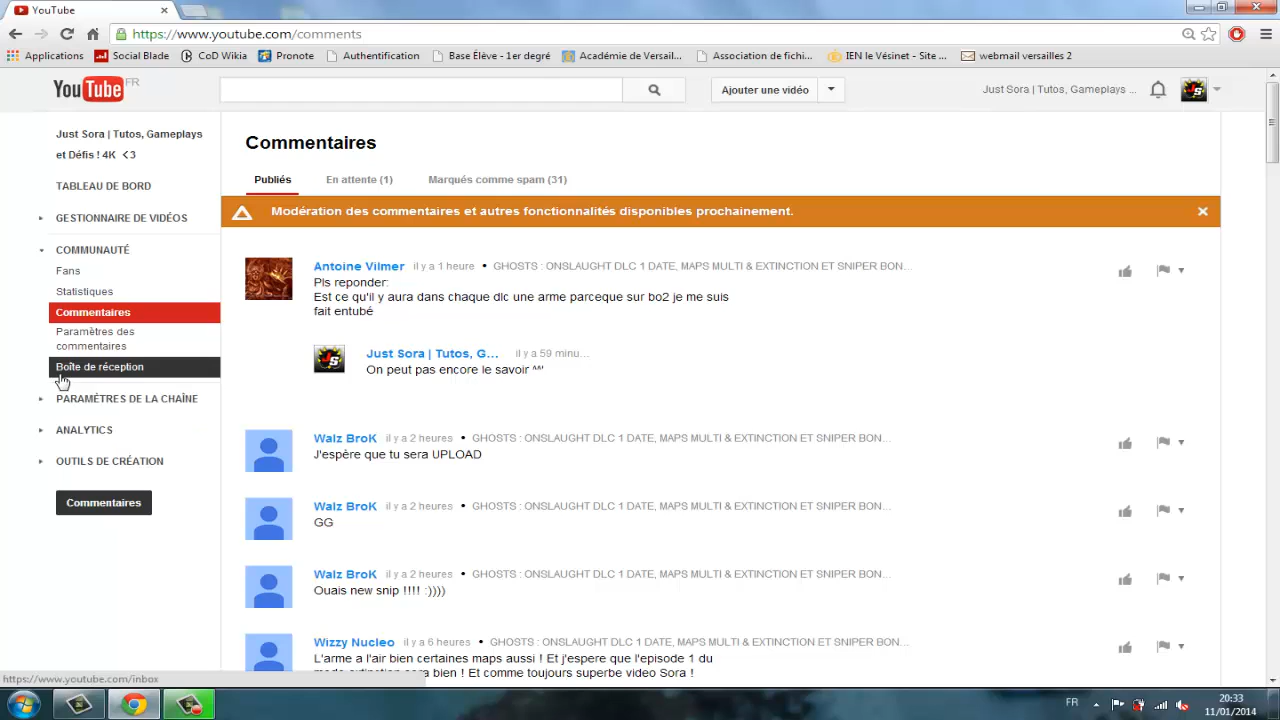 YouTube
https://www.youtube.com/comments
Applications Social Blade CoD Wikia Pronote Authentification Base Élève - 1er degré Académie de Versail... Association de fichi... IEN le Vésinet - Site ... webmail versailles 2
YouTube FR
Ajouter une vidéo
Just Sora | Tutos, Gameplays ...
Just Sora | Tutos, Gameplays
et Défis ! 4K <3
TABLEAU DE BORD
GESTIONNAIRE DE VIDÉOS
COMMUNAUTÉ
Fans
Statistiques
Commentaires
Paramètres des
commentaires
Boîte de réception
PARAMÈTRES DE LA CHAÎNE
ANALYTICS
OUTILS DE CRÉATION
Commentaires
Commentaires
Publiés En attente (1) Marqués comme spam (31)
Modération des commentaires et autres fonctionnalités disponibles prochainement.
Antoine Vilmer il y a 1 heure • GHOSTS : ONSLAUGHT DLC 1 DATE, MAPS MULTI & EXTINCTION ET SNIPER BON...
Pls reponder:
Est ce qu'il y aura dans chaque dlc une arme parceque sur bo2 je me suis
fait entubé
Just Sora | Tutos, G... il y a 59 minu...
On peut pas encore le savoir ^^'
Walz BroK il y a 2 heures • GHOSTS : ONSLAUGHT DLC 1 DATE, MAPS MULTI & EXTINCTION ET SNIPER BON...
J'espère que tu sera UPLOAD
Walz BroK il y a 2 heures • GHOSTS : ONSLAUGHT DLC 1 DATE, MAPS MULTI & EXTINCTION ET SNIPER BON...
GG
Walz BroK il y a 2 heures • GHOSTS : ONSLAUGHT DLC 1 DATE, MAPS MULTI & EXTINCTION ET SNIPER BON...
Ouais new snip !!!! :))))
Wizzy Nucleo il y a 6 heures • GHOSTS : ONSLAUGHT DLC 1 DATE, MAPS MULTI & EXTINCTION ET SNIPER BON...
L'arme a l'air bien certaines maps aussi ! Et j'espere que l'episode 1 du
mode extinction sera bien ! Et comme toujours superbe video Sora !
https://www.youtube.com/inbox
FR
20:33
11/01/2014